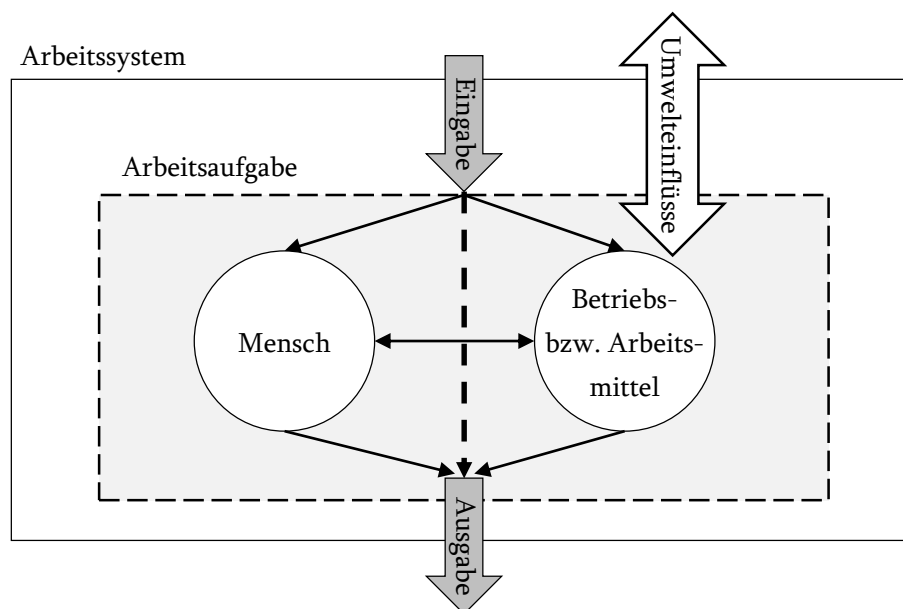 Arbeitssystem
Eingabe
Umwelteinflüsse
Arbeitsaufgabe
Mensch
Betriebs-
bzw. Arbeits-
mittel
Ausgabe